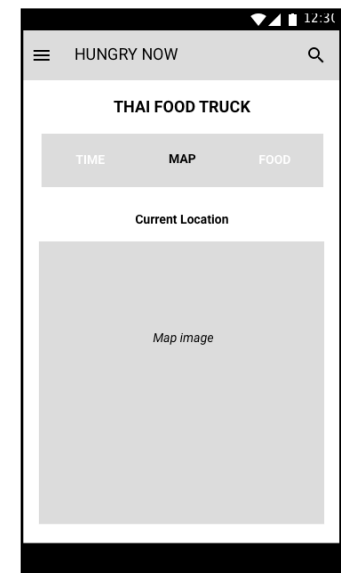 12:30
HUNGRY NOW
THAI FOOD TRUCK
TIME MAP FOOD
Current Location
Map image